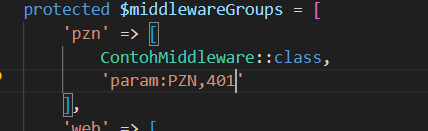 protected $middlewareGroups = [
'pzn' => [
ContohMiddleware::class,
'param:PZN,401'
],
'web' => [